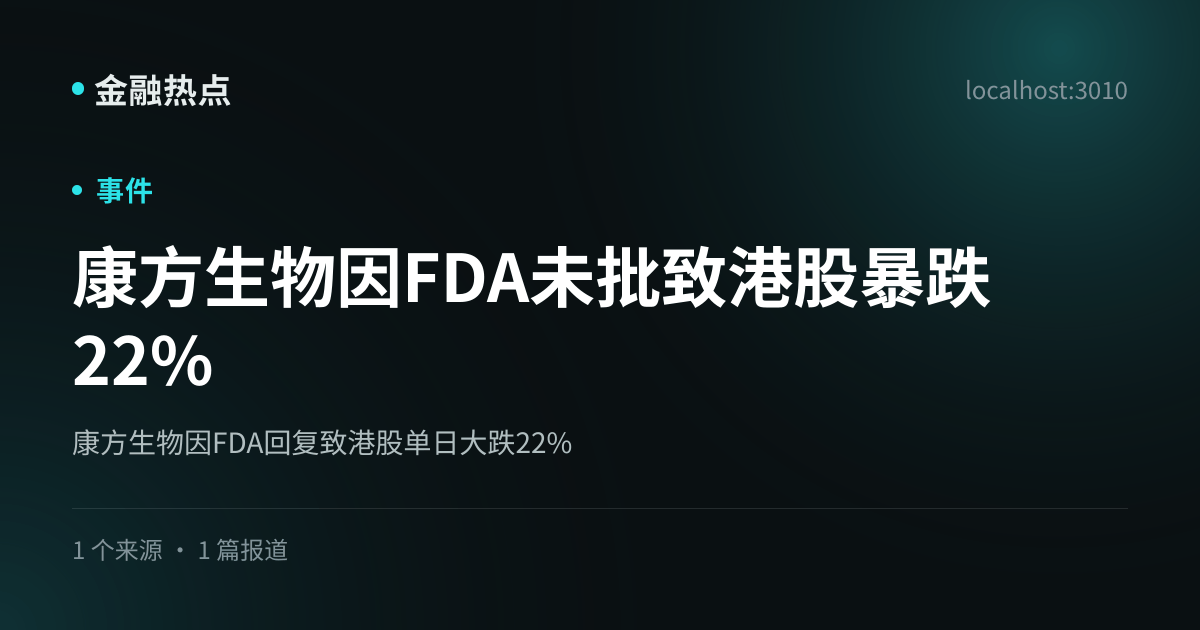 金融热点
localhost:3010
事件
康方生物因FDA未批致港股暴跌
22%
康方生物因FDA回复致港股单日大跌22%
1 个来源 · 1 篇报道